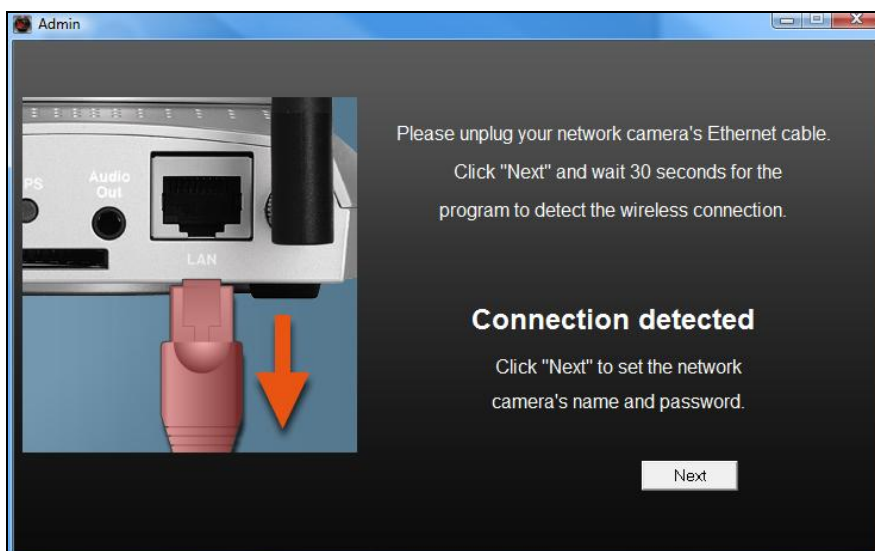 Admin
PS
Audio
Out
LAN
Please unplug your network camera's Ethernet cable.
Click "Next" and wait 30 seconds for the
program to detect the wireless connection.
Connection detected
Click "Next" to set the network
camera's name and password.
Next